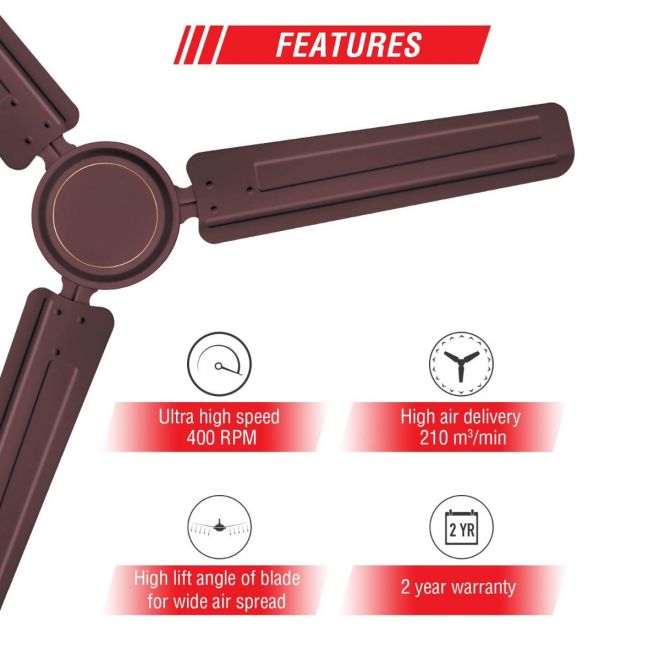 FEATURES
Ultra high speed
400 RPM
High air delivery
210 m³/min
2 YR
High lift angle of blade
for wide air spread
2 year warranty